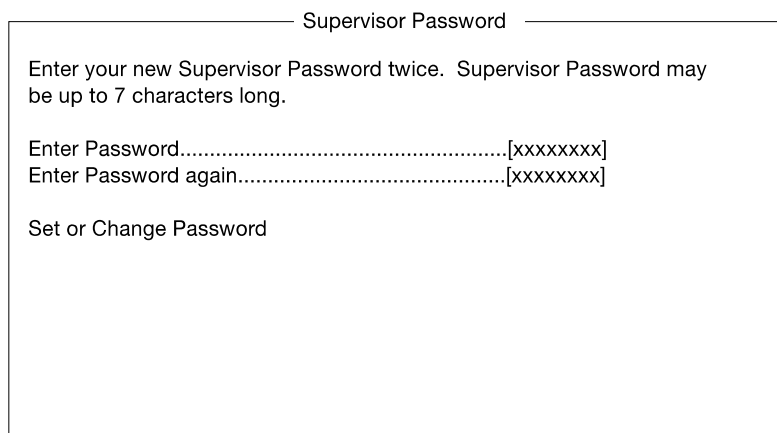 Supervisor Password
Enter your new Supervisor Password twice.  Supervisor Password may
be up to 7 characters long.
Enter Password.......................................................[xxxxxxxx]
Enter Password again.............................................[xxxxxxxx]
Set or Change Password